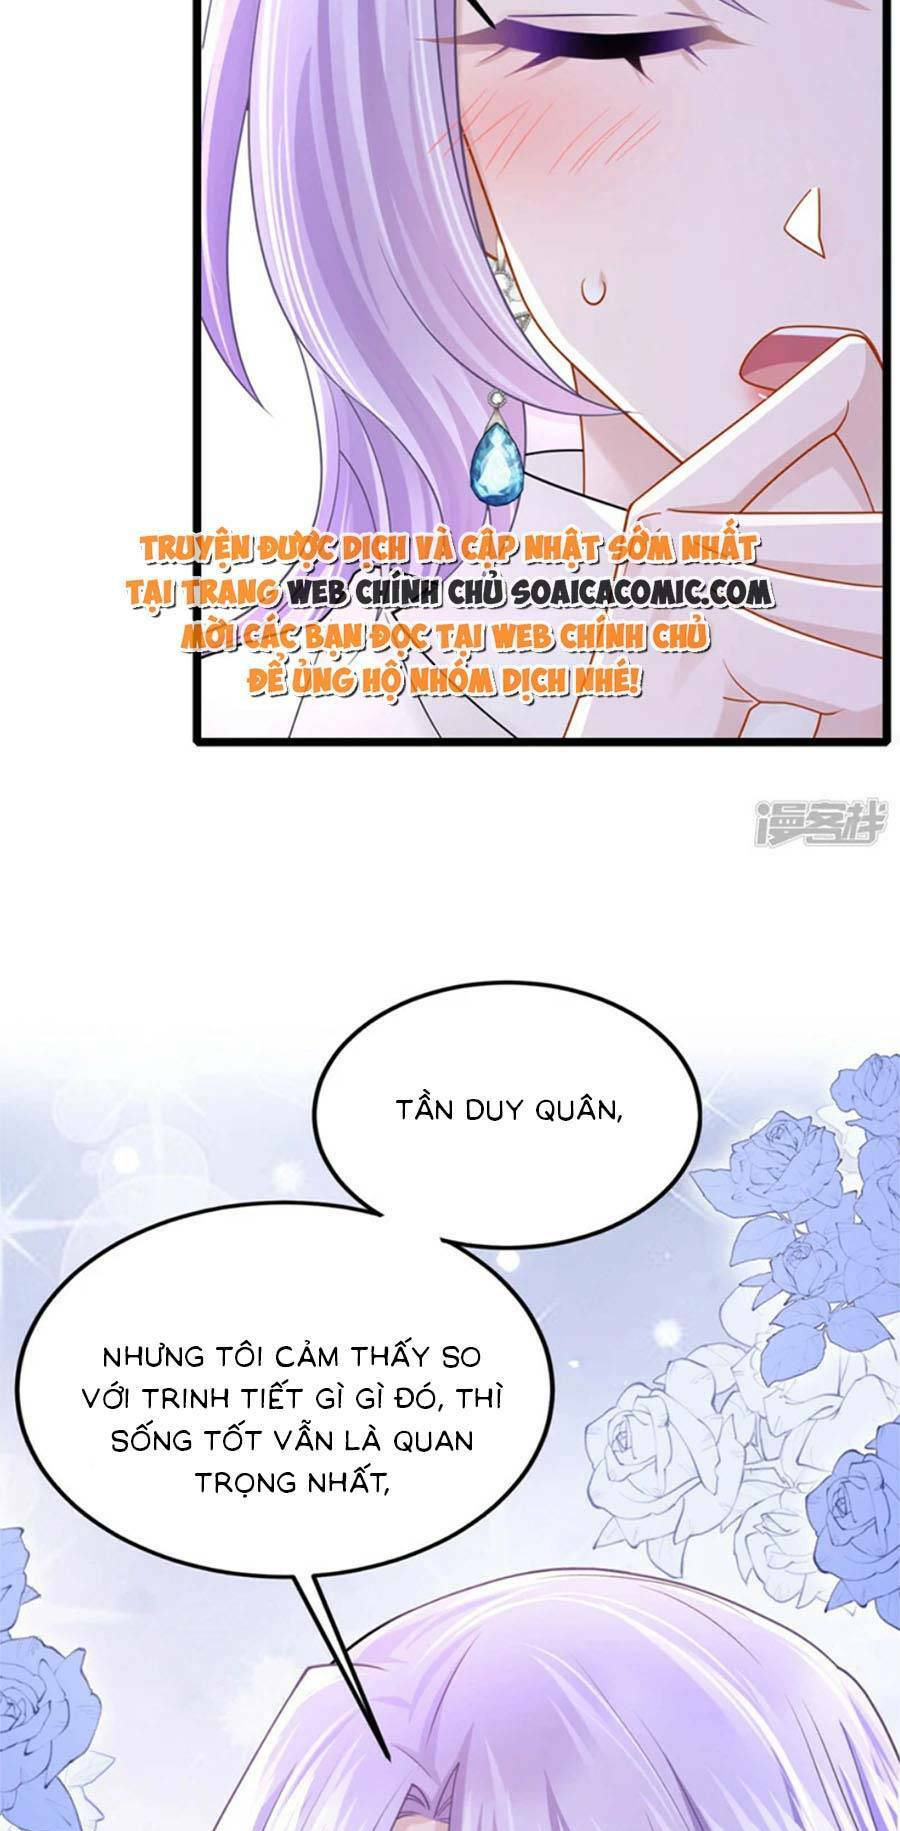 TRUYỆN ĐƯỢC DỊCH VÀ CẬP NHẬT SỚM NHẤT
TẠI TRANG WEB CHÍNH CHỦ SOAICACOMIC.COM
MỜI CÁC BẠN ĐỌC TẠI WEB CHÍNH CHỦ
ĐỂ ỦNG HỘ NHÓM DỊCH NHÉ!
漫客栈
TẦN DUY QUÂN,
NHƯNG TÔI CẢM THẤY SO
VỚI TRINH TIẾT GÌ GÌ ĐÓ, THÌ
SỐNG TỐT VẪN LÀ QUAN
TRỌNG NHẤT,